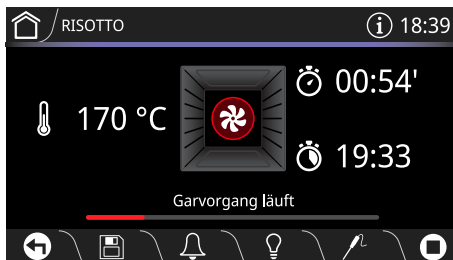 RISOTTO
i 18:39
00:54'
170 °C
19:33
Garvorgang läuft